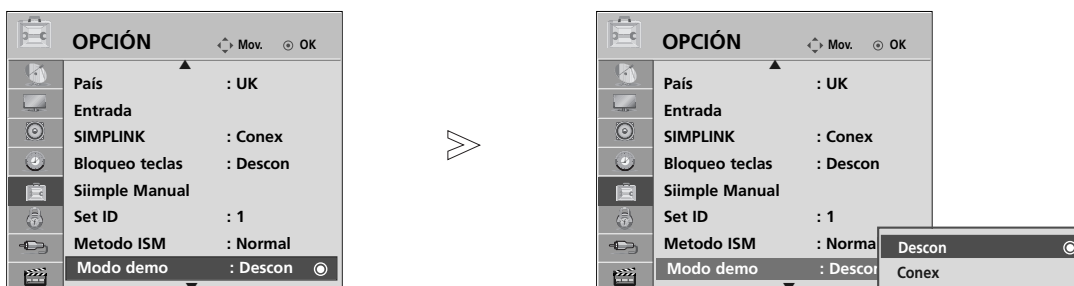 OPCIÓN Mov. OK
País : UK
Entrada
SIMPLINK : Conex
Bloqueo teclas : Descon
Siimple Manual
Set ID : 1
Metodo ISM : Normal
Modo demo : Descon
OPCIÓN Mov. OK
País : UK
Entrada
SIMPLINK : Conex
Bloqueo teclas : Descon
Siimple Manual
Set ID : 1
Metodo ISM : Norma
Modo demo : Descon
Descon
Conex